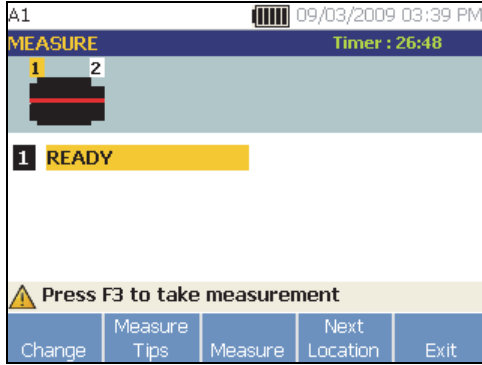 A1 09/03/2009 03:39 PM
MEASURE Timer : 26:48
1 2
1 READY
Press F3 to take measurement
Change Measure Tips Measure Next Location Exit